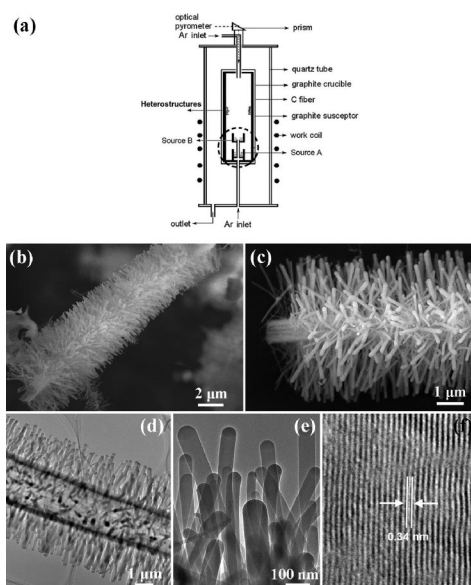 (a)
optical
pyrometer
prism
Ar inlet
quartz tube
graphite crucible
C fiber
Heterostructures
graphite susceptor
work coil
Source B
Source A
outlet
Ar inlet
(b)
2 μm
(c)
1 μm
(d)
1 μm
(e)
100 nm
(f)
0.34 nm